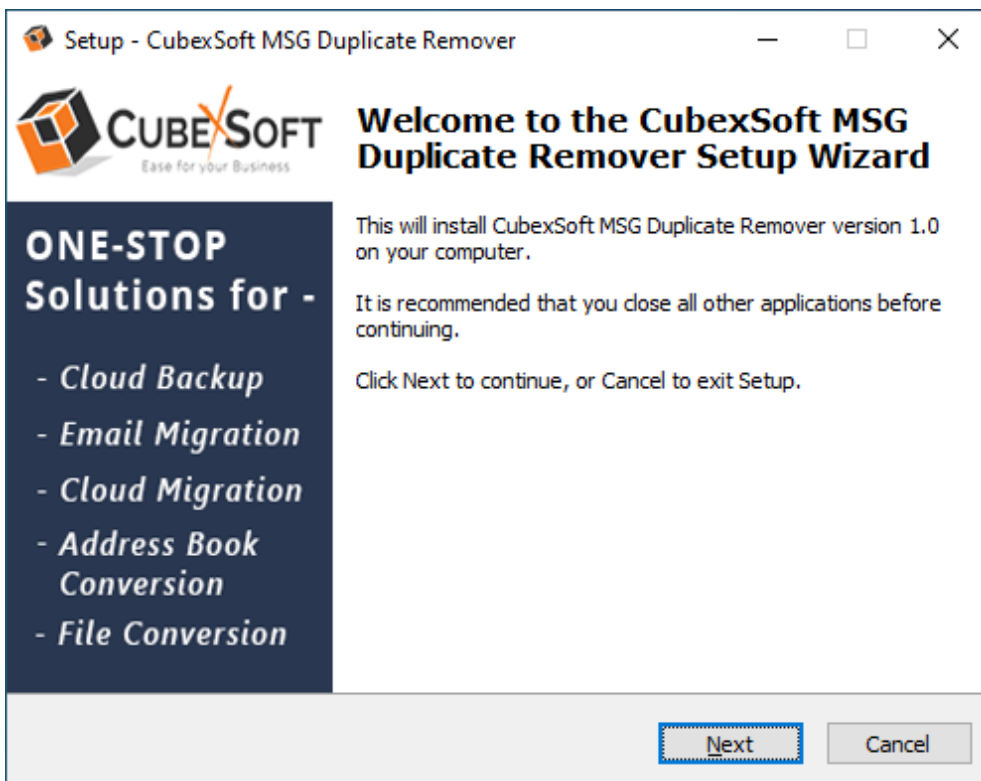 Setup - CubexSoft MSG Duplicate Remover
CUBEXSOFT
Ease for your Business
Welcome to the CubexSoft MSG
Duplicate Remover Setup Wizard
This will install CubexSoft MSG Duplicate Remover version 1.0
on your computer.
It is recommended that you close all other applications before
continuing.
Click Next to continue, or Cancel to exit Setup.
ONE-STOP
Solutions for -
- Cloud Backup
- Email Migration
- Cloud Migration
- Address Book
Conversion
- File Conversion
Next
Cancel